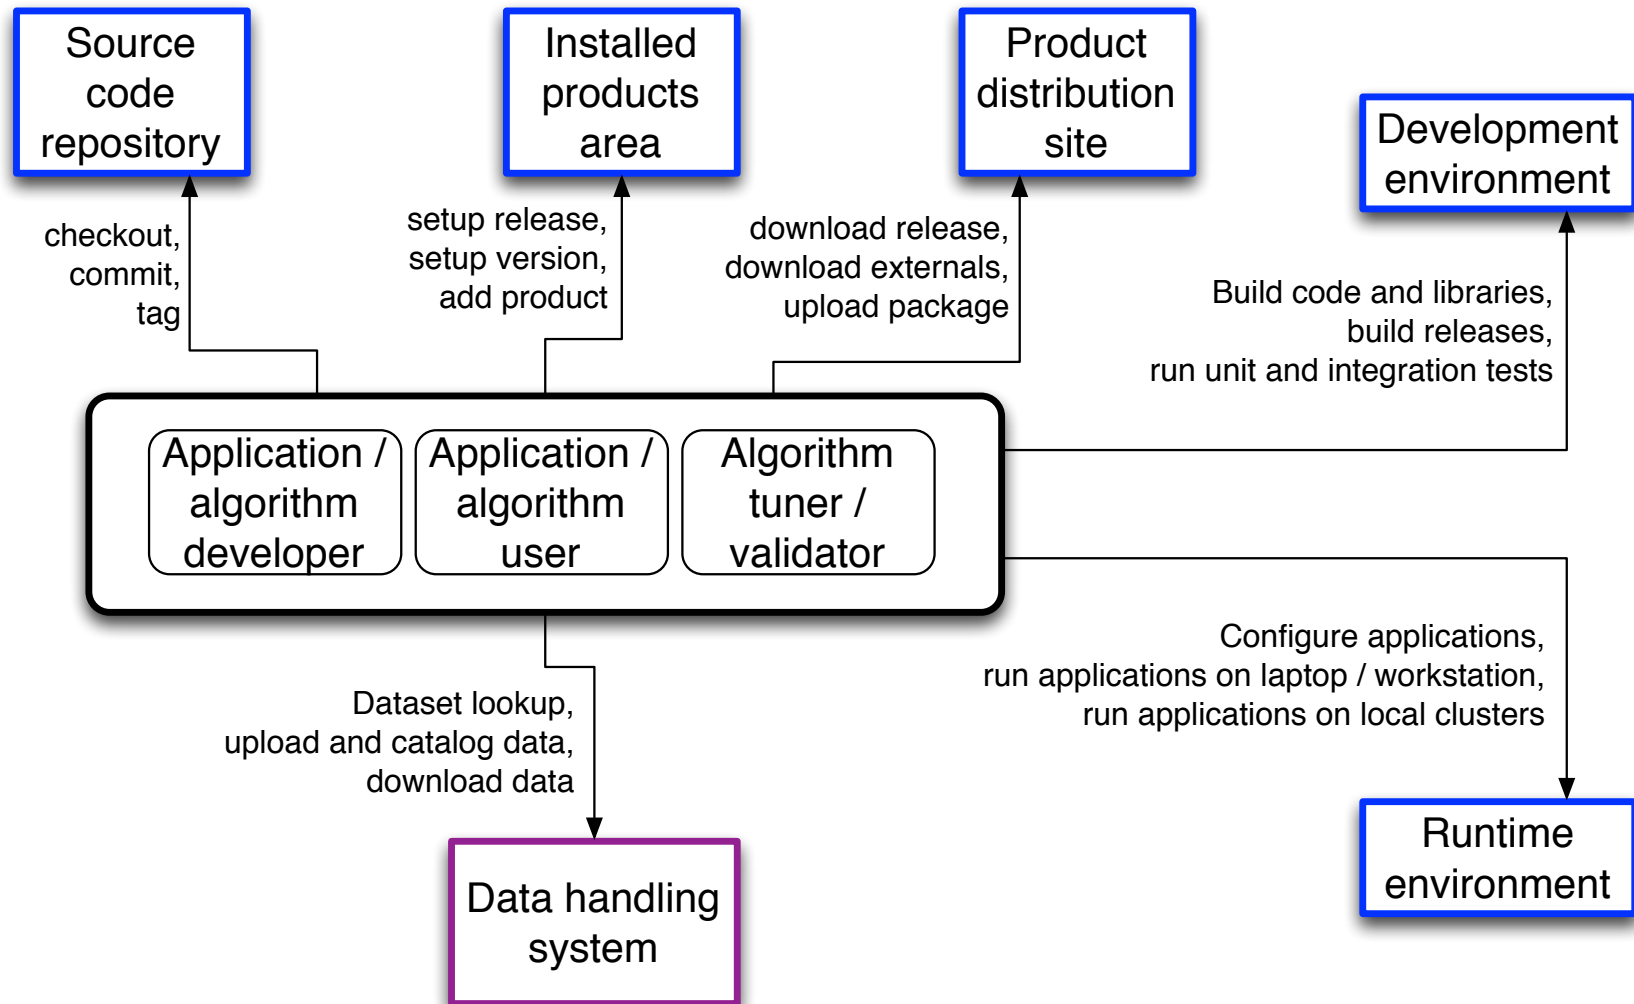 Source
code
repository
Installed
products
area
Product
distribution
site
Development
environment
checkout,
commit,
tag
setup release,
setup version,
add product
download release,
download externals,
upload package
Build code and libraries,
build releases,
run unit and integration tests
Application /
algorithm
developer
Application /
algorithm
user
Algorithm
tuner /
validator
Configure applications,
run applications on laptop / workstation,
run applications on local clusters
Dataset lookup,
upload and catalog data,
download data
Data handling
system
Runtime
environment